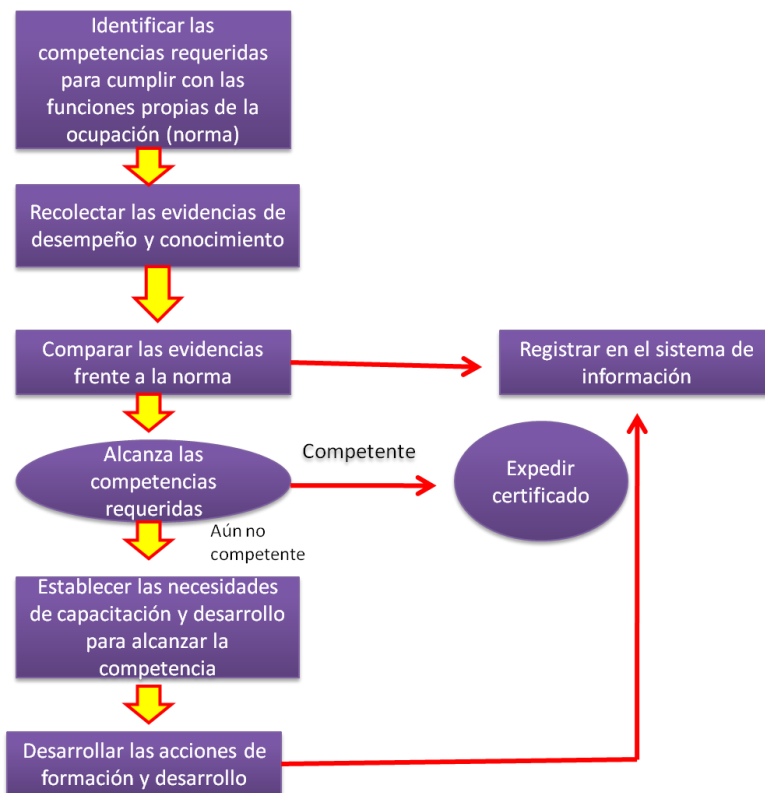 Identificar las
competencias requeridas
para cumplir con las
funciones propias de la
ocupación (norma)
Recolectar las evidencias de
desempeño y conocimiento
Comparar las evidencias
frente a la norma
Registrar en el sistema de
información
Alcanza las
competencias
requeridas
Competente
Expedir
certificado
Aún no
competente
Establecer las necesidades
de capacitación y desarrollo
para alcanzar la
competencia
Desarrollar las acciones de
formación y desarrollo